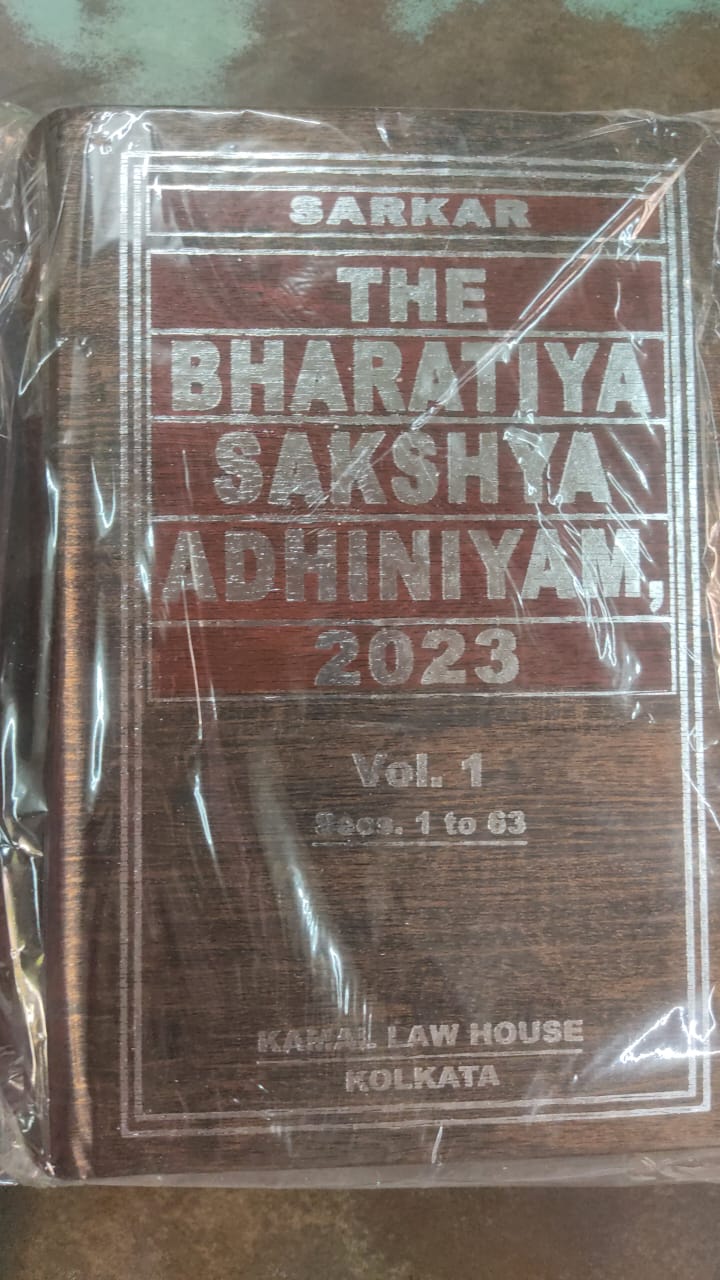 SARKAR
THE
BHARATIYA
SAKSHYA
ADHINIYAM,
2023
Vol. 1
Secs. 1 to 63
KAMAL LAW HOUSE
KOLKATA